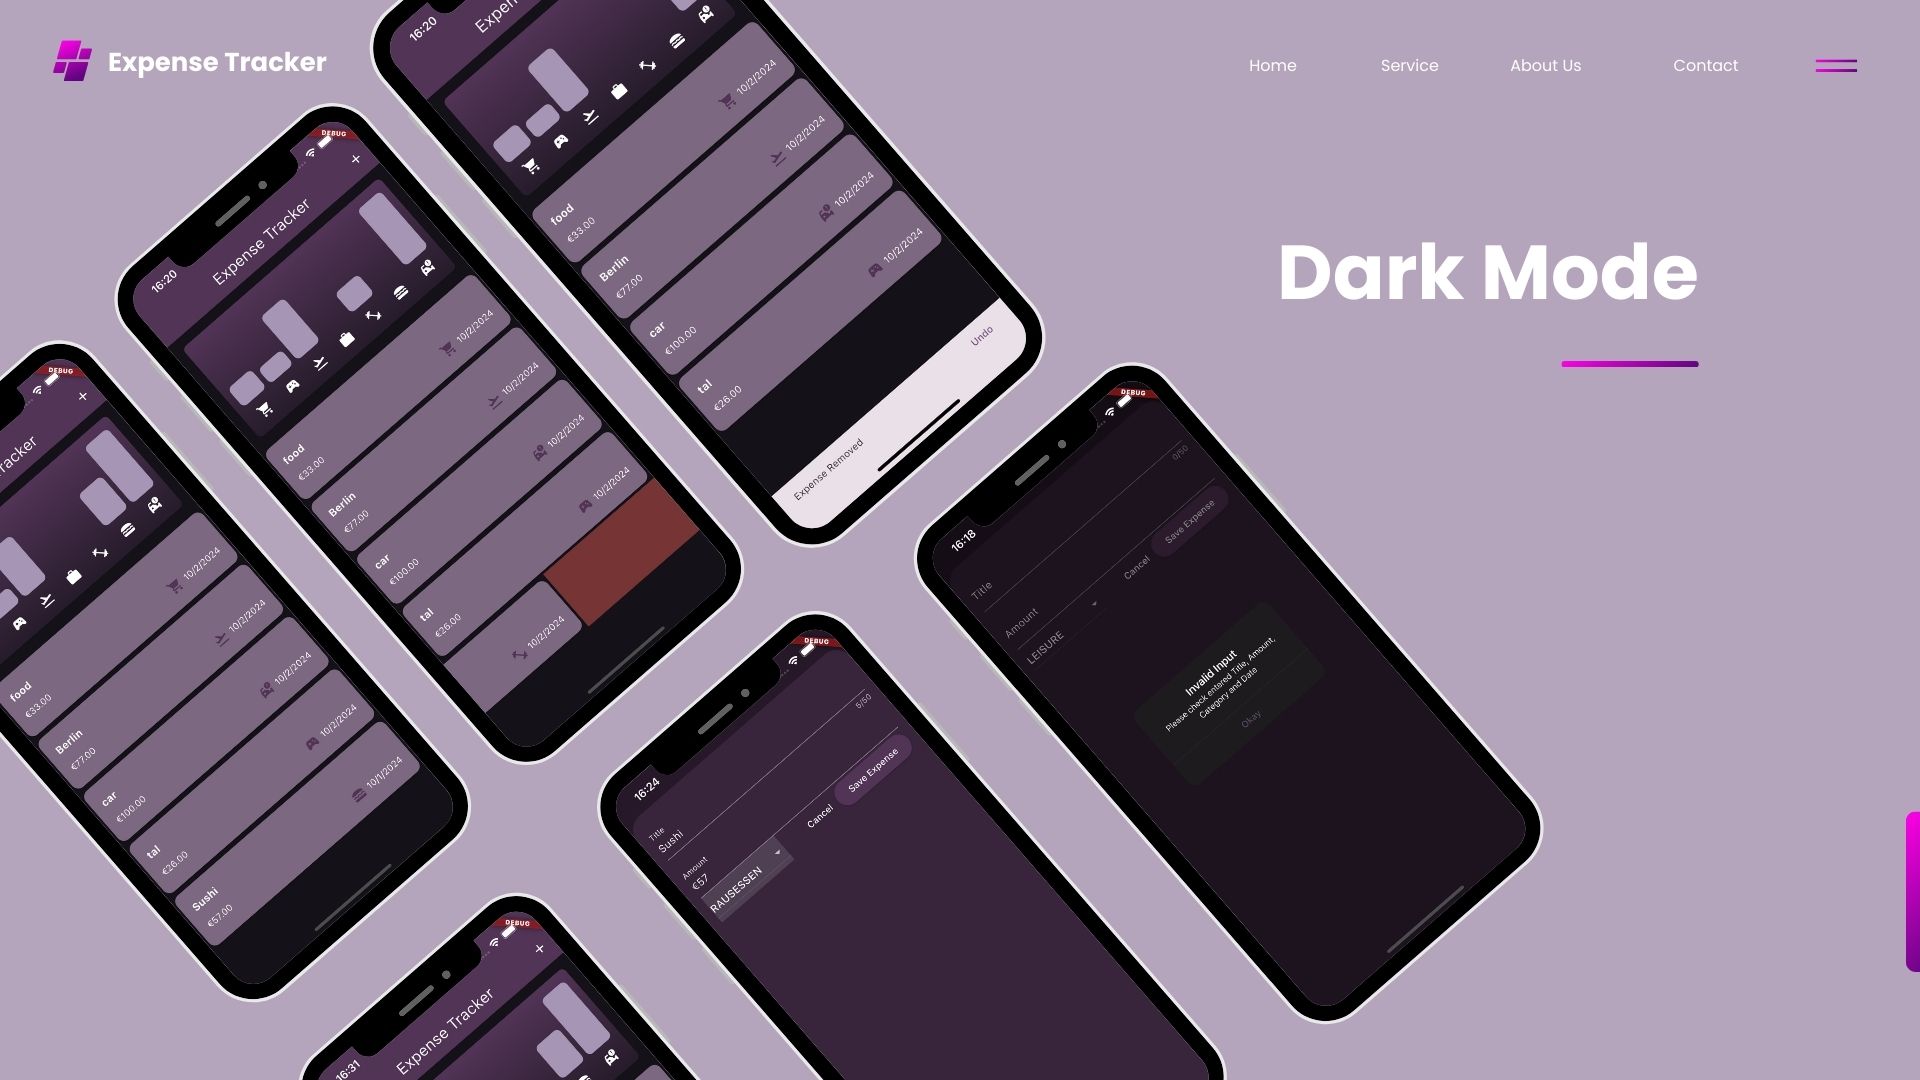 Expense Tracker
Home
Service
About Us
Contact
Dark Mode
16:20
Expen
10/2/2024
food
€33.00
10/2/2024
Berlin
€77.00
10/2/2024
car
€100.00
10/2/2024
tal
€26.00
Undo
Expense Removed
DEBUG
16:20
Expense Tracker
10/2/2024
food
€33.00
10/2/2024
Berlin
€77.00
10/2/2024
car
€100.00
10/2/2024
tal
€26.00
10/2/2024
DEBUG
racker
10/2/2024
food
€33.00
10/2/2024
Berlin
€77.00
10/2/2024
car
€100.00
10/2/2024
tal
€26.00
10/1/2024
Sushi
€57.00
DEBUG
16:18
Title
0/50
Amount
LEISURE
Cancel
Save Expense
Invalid Input
Please check entered Title, Amount,
Category and Date
Okay
DEBUG
16:24
Title
Sushi
5/50
Amount
€57
RAUSESSEN
Cancel
Save Expense
DEBUG
16:31
Expense Tracker